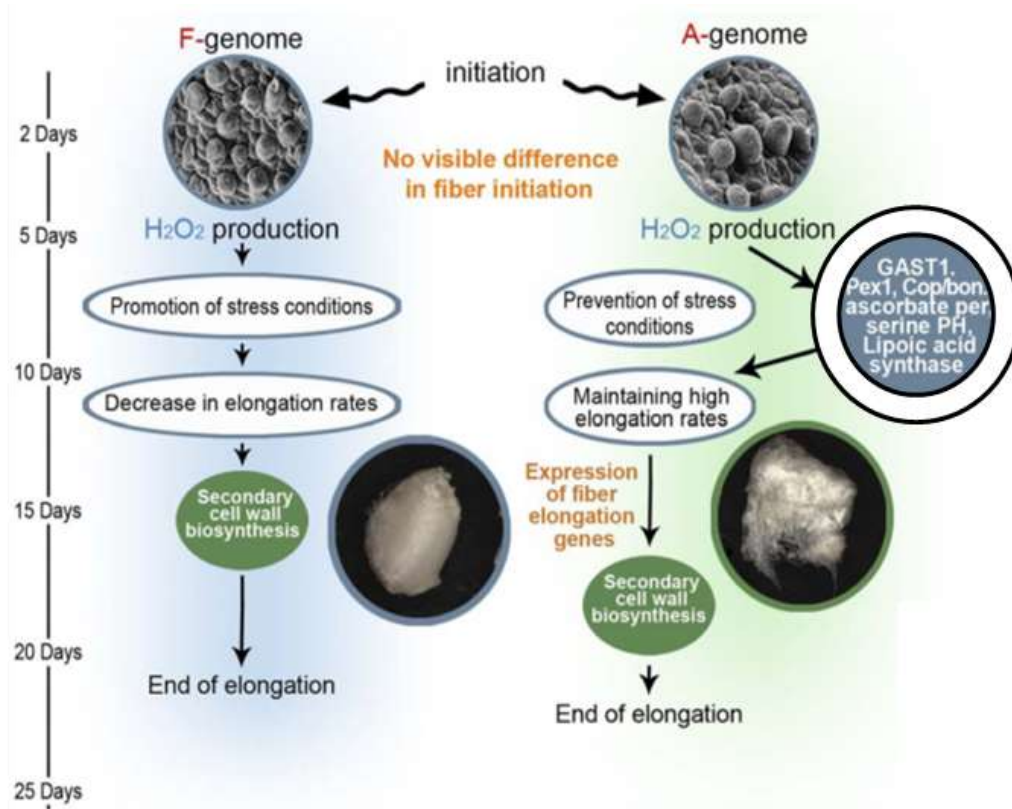 F-genome
A-genome
initiation
2 Days
No visible difference
in fiber initiation
5 Days
H2O2 production
H2O2 production
GAST1.
Pex1, Cop/bon.
ascorbate per.
serine PH,
Lipoic acid
synthase
Promotion of stress conditions
Prevention of stress
conditions
10 Days
Decrease in elongation rates
Maintaining high
elongation rates
Expression
of fiber
elongation
genes
15 Days
Secondary
cell wall
biosynthesis
Secondary
cell wall
biosynthesis
20 Days
End of elongation
End of elongation
25 Days